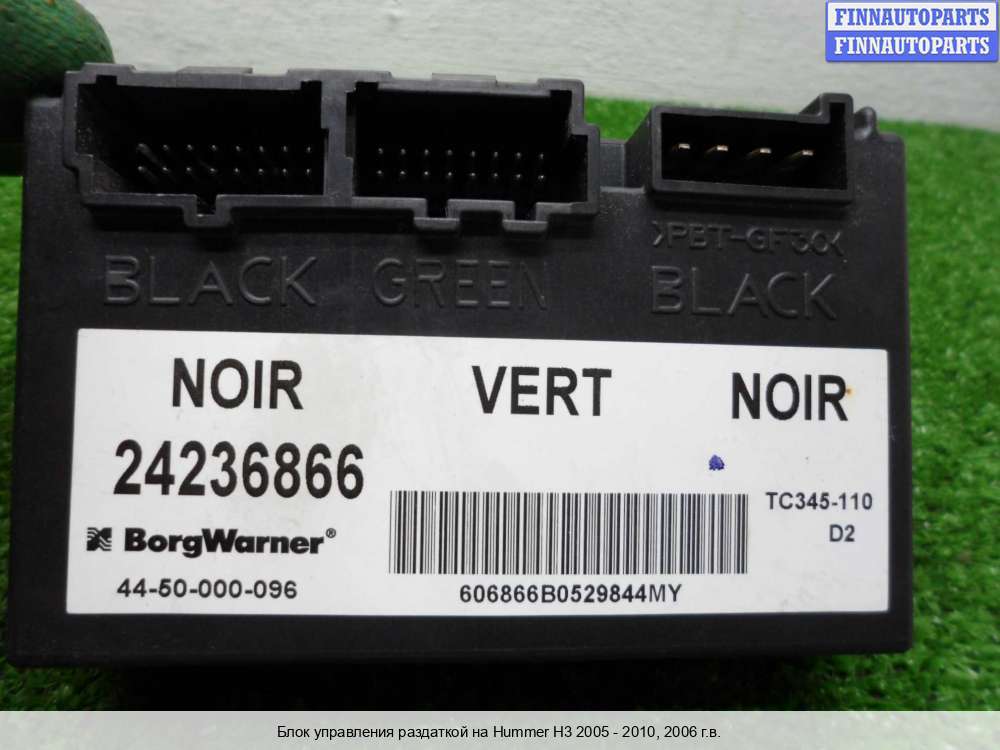 FINNAUTOPARTS
FINNAUTOPARTS
>PBT-GF30<
BLACK GREEN BLACK
NOIR VERT NOIR
24236866
TC345-110
D2
BorgWarner®
44-50-000-096
606866B0529844MY
Блок управления раздаткой на Hummer H3 2005 - 2010, 2006 г.в.